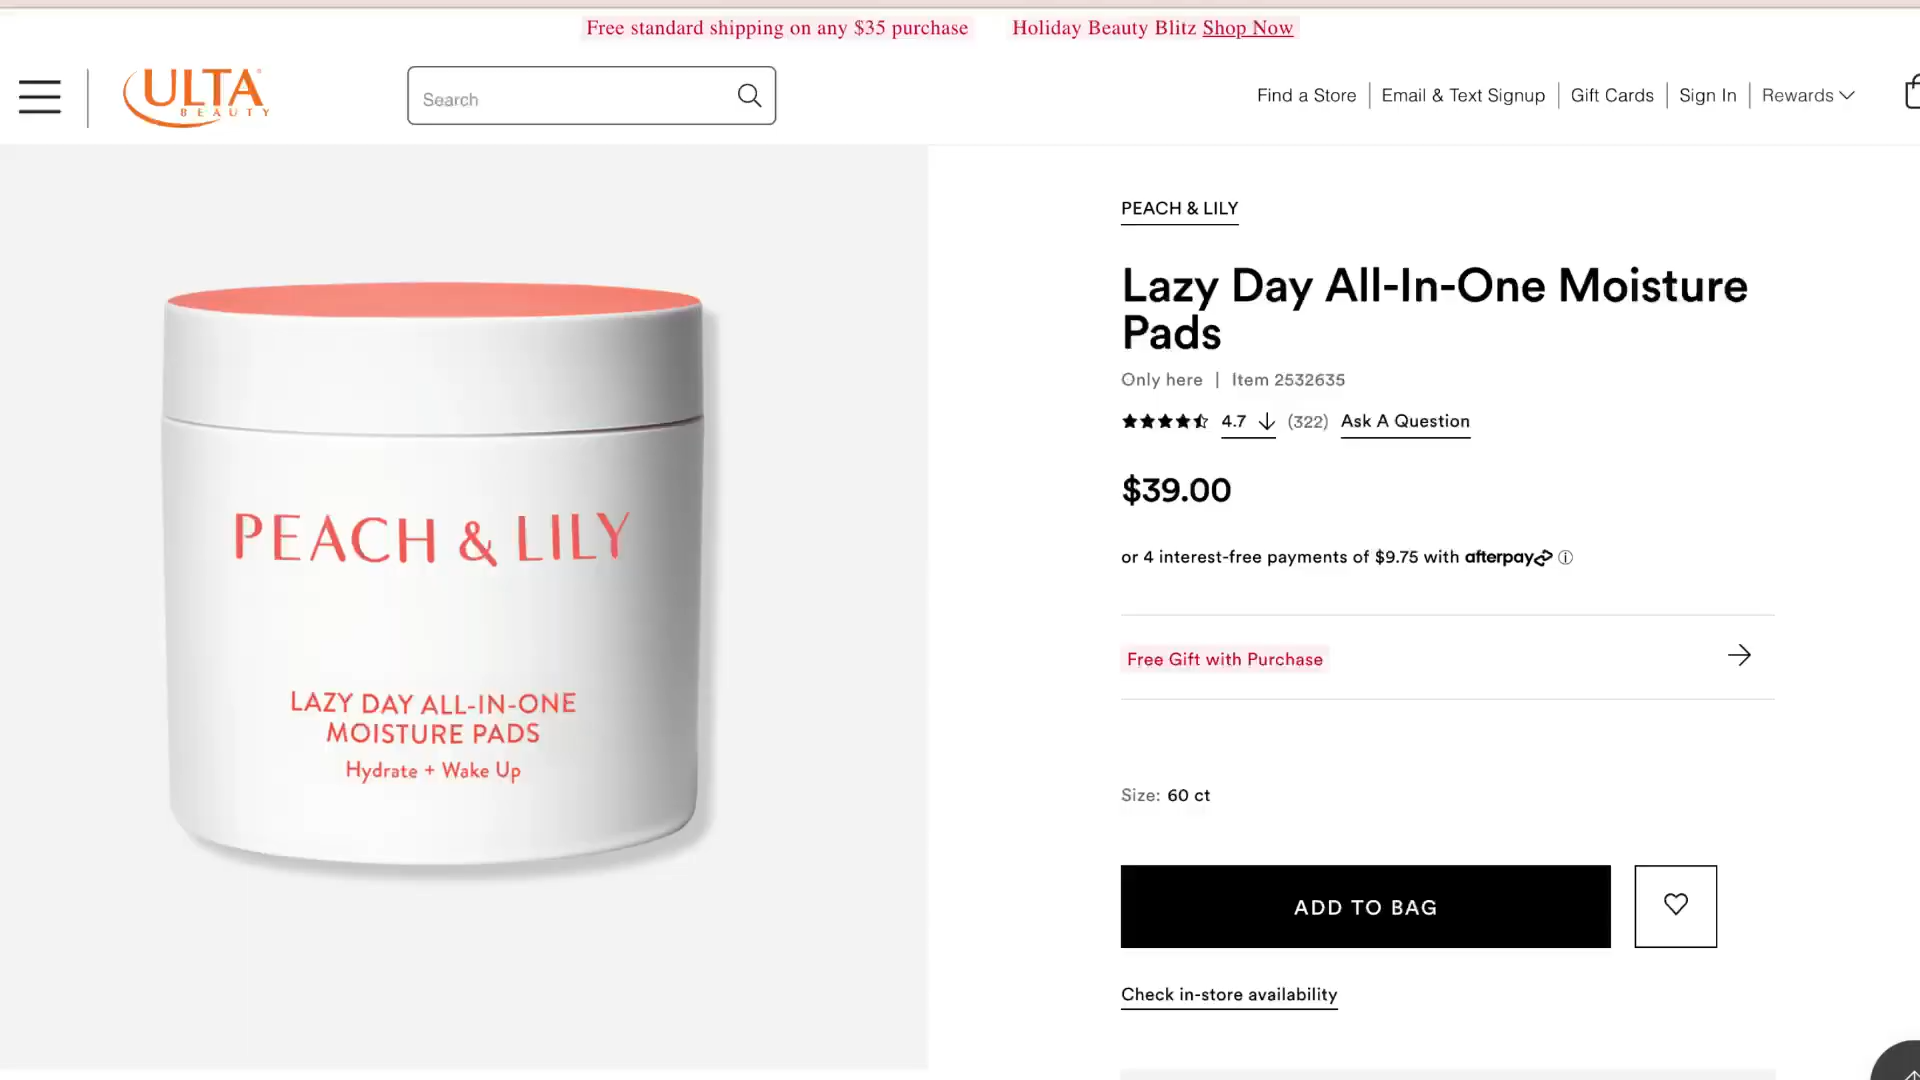 Free standard shipping on any $35 purchase
Holiday Beauty Blitz Shop Now
ULTA
BEAUTY
Search
Find a Store
Email & Text Signup
Gift Cards
Sign In
Rewards
PEACH & LILY
LAZY DAY ALL-IN-ONE
MOISTURE PADS
Hydrate + Wake Up
PEACH & LILY
Lazy Day All-In-One Moisture
Pads
Only here | Item 2532635
4.7 (322) Ask A Question
$39.00
or 4 interest-free payments of $9.75 with afterpay
Free Gift with Purchase
Size: 60 ct
ADD TO BAG
Check in-store availability